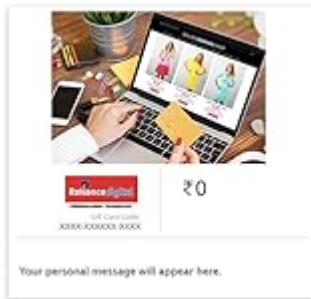 Reliance digital
₹0
Gift Card Code
XXXX-XXXXXX-XXXX
Your personal message will appear here.